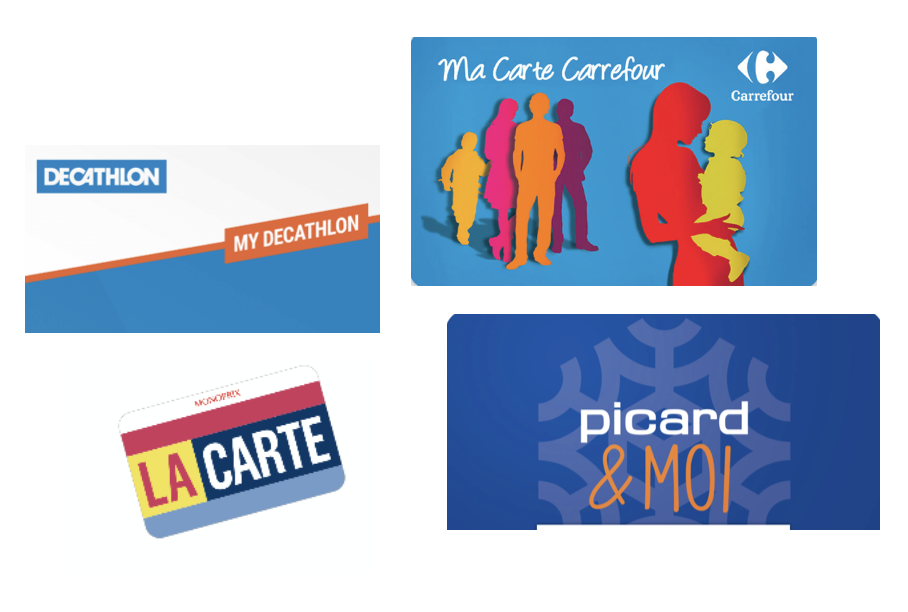 Ma Carte Carrefour
Carrefour
DECATHLON
MY DECATHLON
MONOPRIX
LA CARTE
picard
& MOI